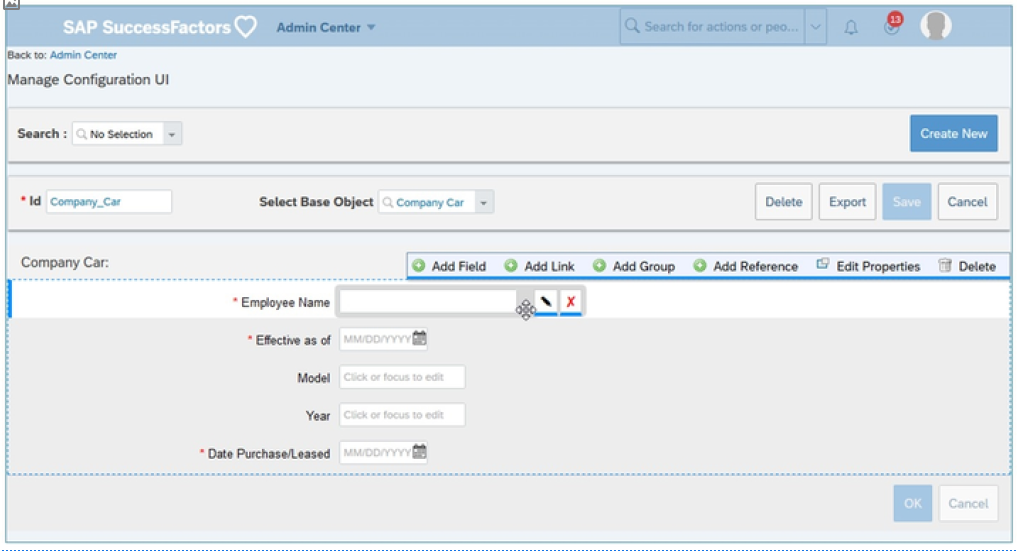 SAP SuccessFactors Admin Center Search for actions or peo... 13
Back to: Admin Center
Manage Configuration UI
Search : No Selection Create New
* Id Company_Car Select Base Object Company Car Delete Export Save Cancel
Company Car: Add Field Add Link Add Group Add Reference Edit Properties Delete
* Employee Name X
* Effective as of MM/DD/YYYY
Model Click or focus to edit
Year Click or focus to edit
* Date Purchase/Leased MM/DD/YYYY
OK Cancel